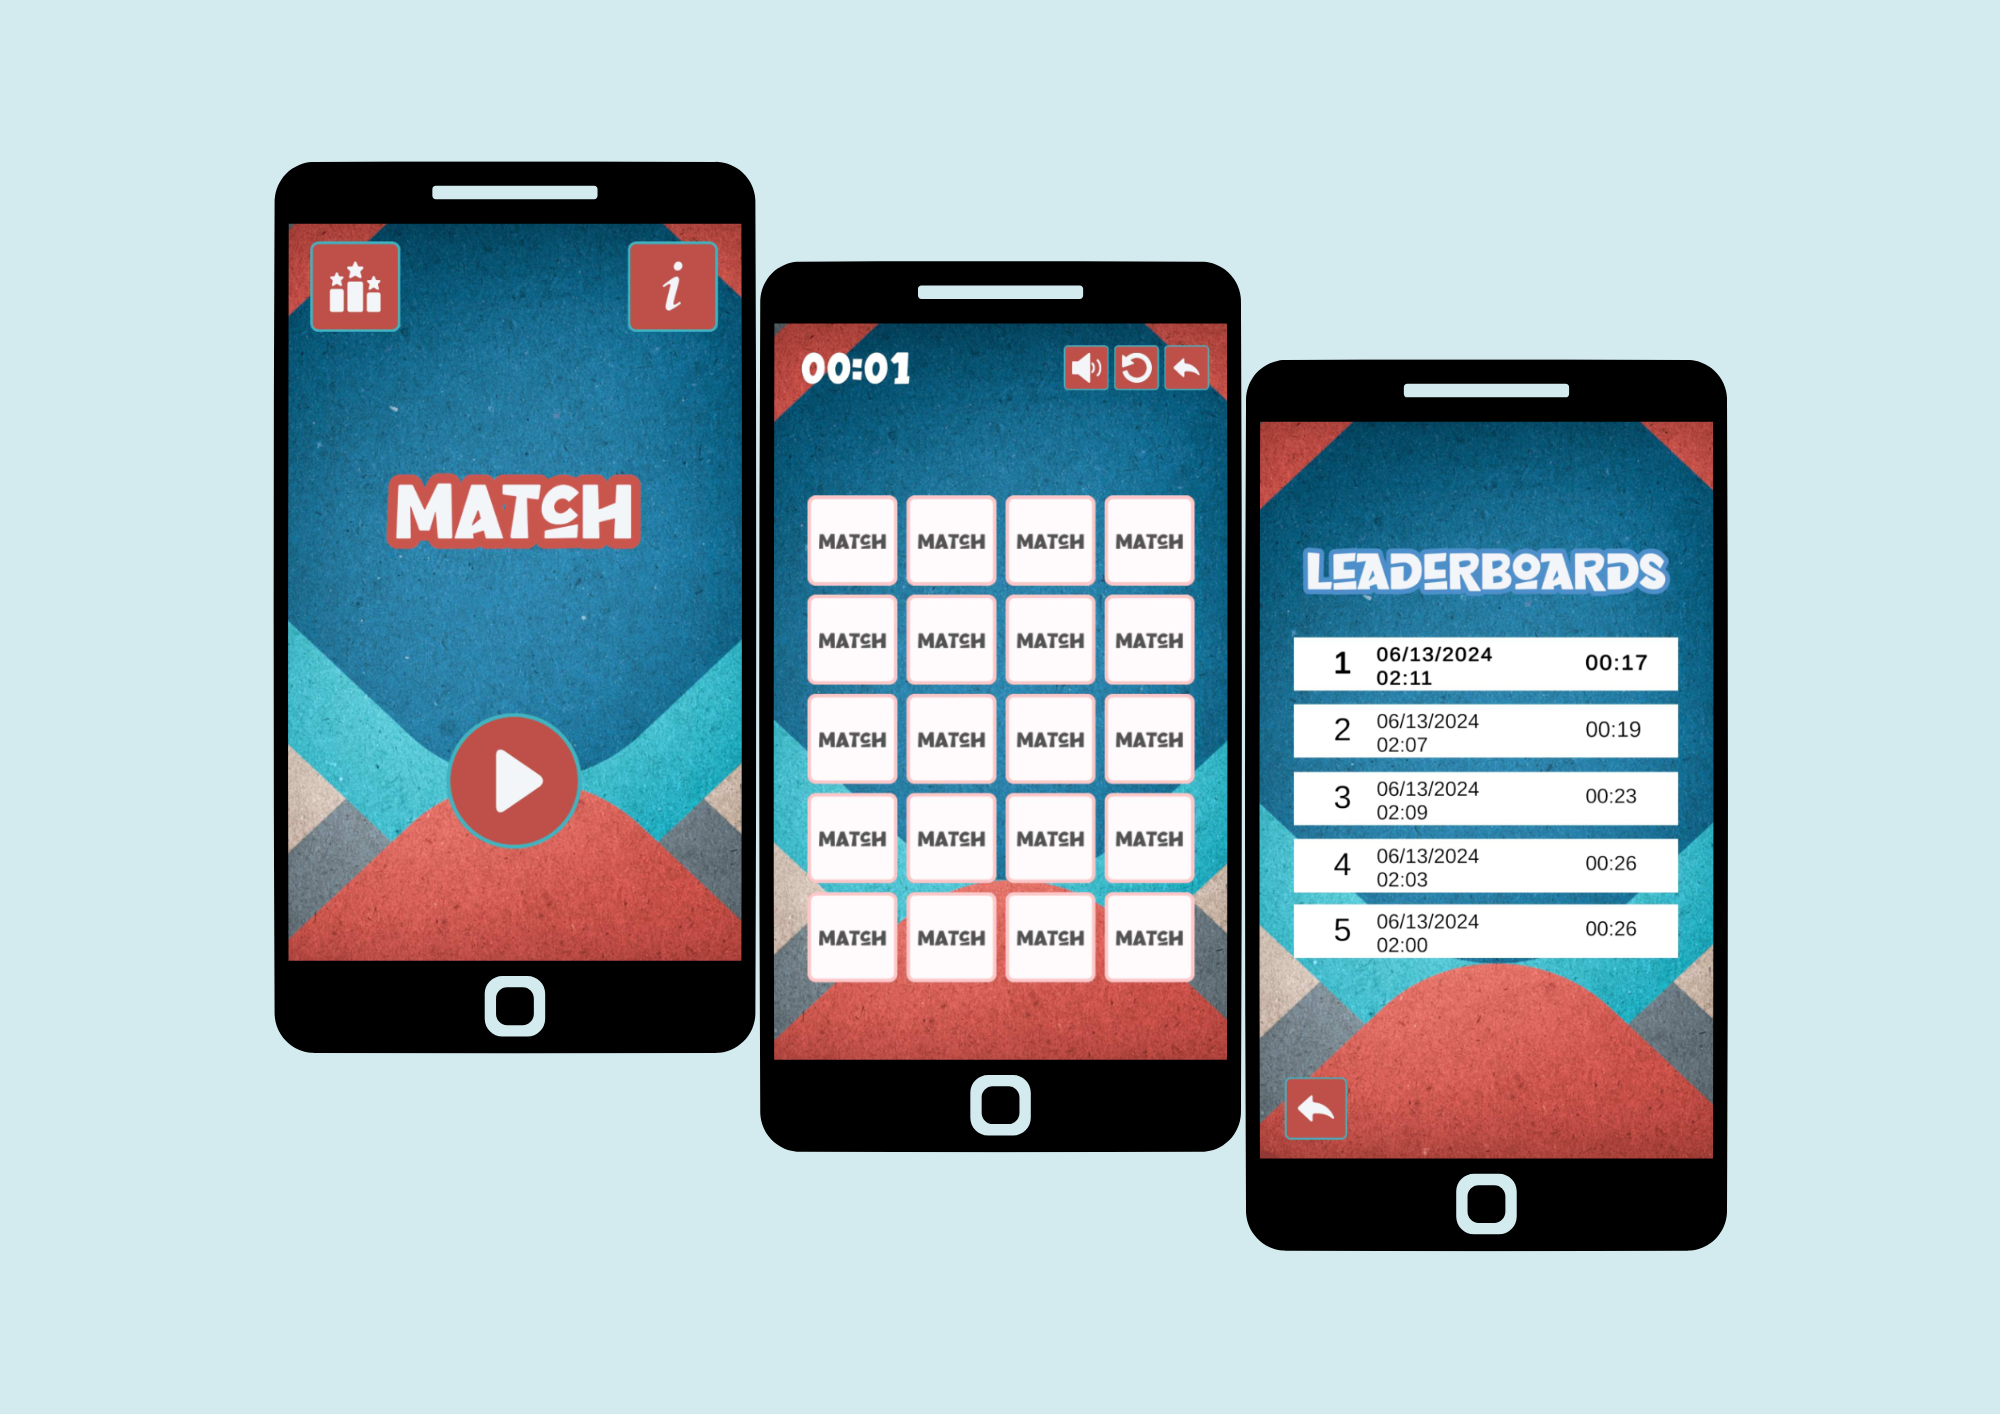 i
MATCH
00:01
MATCH MATCH MATCH MATCH
MATCH MATCH MATCH MATCH
MATCH MATCH MATCH MATCH
MATCH MATCH MATCH MATCH
MATCH MATCH MATCH MATCH
LEADERBOARDS
1 06/13/2024 00:17
02:11
2 06/13/2024 00:19
02:07
3 06/13/2024 00:23
02:09
4 06/13/2024 00:26
02:03
5 06/13/2024 00:26
02:00